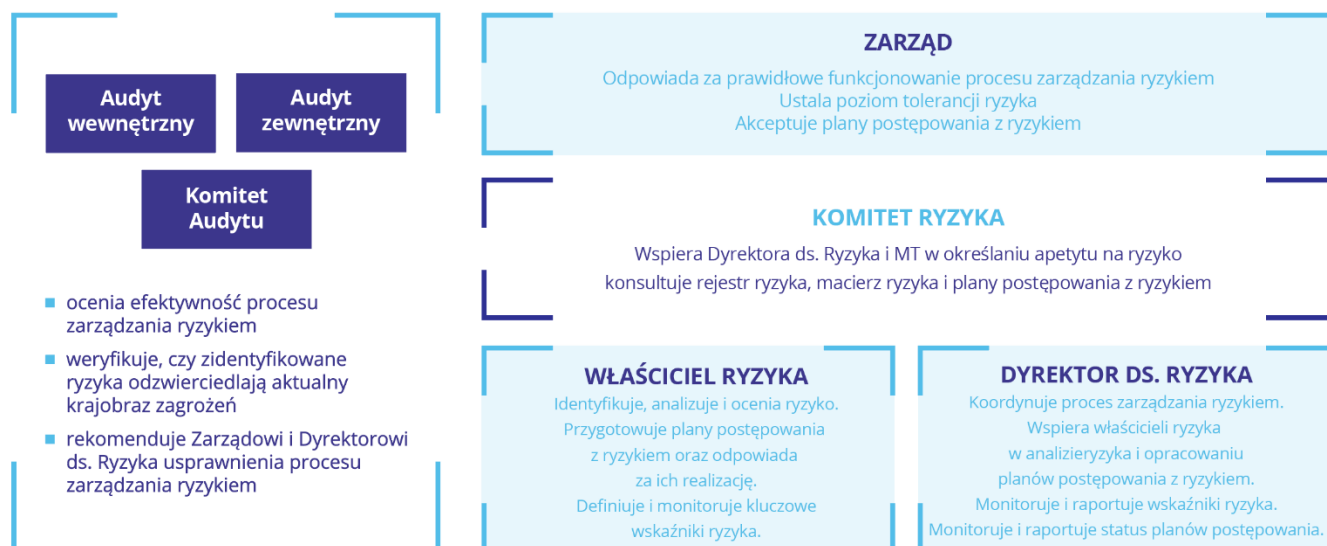 Audyt
wewnętrzny
Audyt
zewnętrzny
Komitet
Audytu
ocenia efektywność procesu
zarządzania ryzykiem
weryfikuje, czy zidentyfikowane
ryzyka odzwierciedlają aktualny
krajobraz zagrożeń
rekomenduje Zarządowi i Dyrektorowi
ds. Ryzyka usprawnienia procesu
zarządzania ryzykiem
ZARZĄD
Odpowiada za prawidłowe funkcjonowanie procesu zarządzania ryzykiem
Ustala poziom tolerancji ryzyka
Akceptuje plany postępowania z ryzykiem
KOMITET RYZYKA
Wspiera Dyrektora ds. Ryzyka i MT w określaniu apetytu na ryzyko
konsultuje rejestr ryzyka, macierz ryzyka i plany postępowania z ryzykiem
WŁAŚCICIEL RYZYKA
Identyfikuje, analizuje i ocenia ryzyko.
Przygotowuje plany postępowania
z ryzykiem oraz odpowiada
za ich realizację.
Definiuje i monitoruje kluczowe
wskaźniki ryzyka.
DYREKTOR DS. RYZYKA
Koordynuje proces zarządzania ryzykiem.
Wspiera właścicieli ryzyka
w analizieryzyka i opracowaniu
planów postępowania z ryzykiem.
Monitoruje i raportuje wskaźniki ryzyka.
Monitoruje i raportuje status planów postępowania.